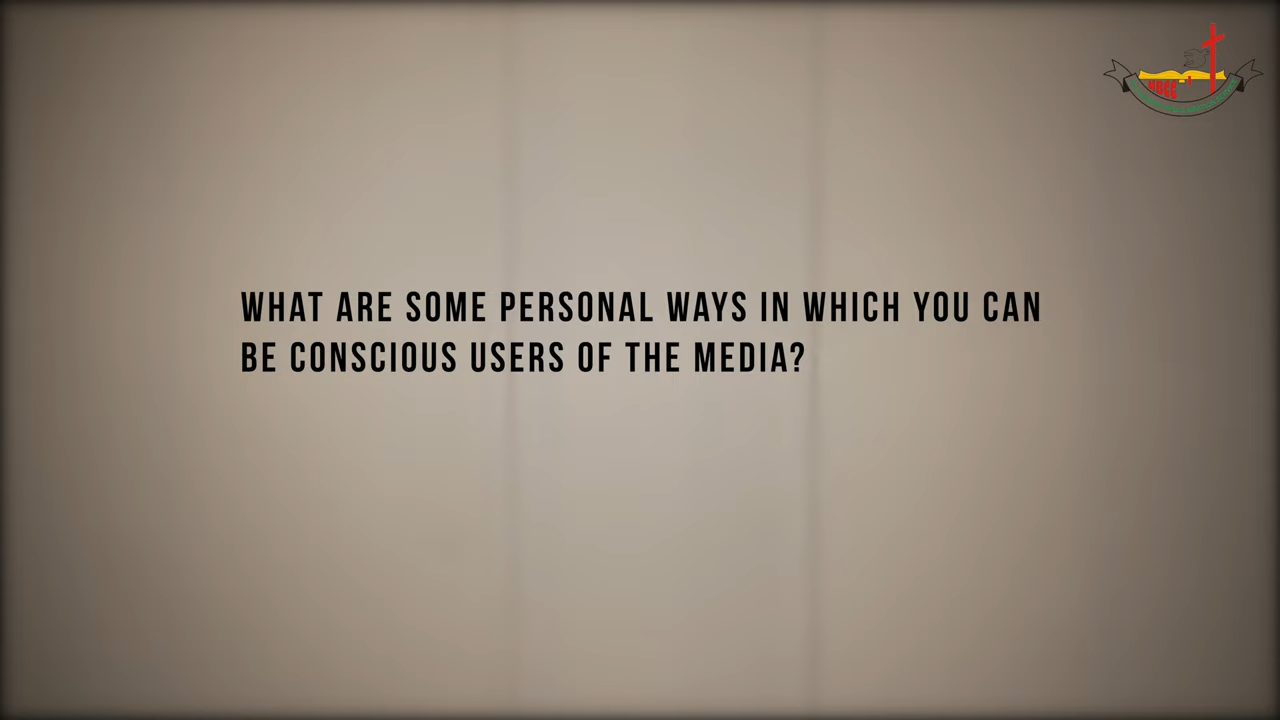 WHAT ARE SOME PERSONAL WAYS IN WHICH YOU CAN
BE CONSCIOUS USERS OF THE MEDIA?